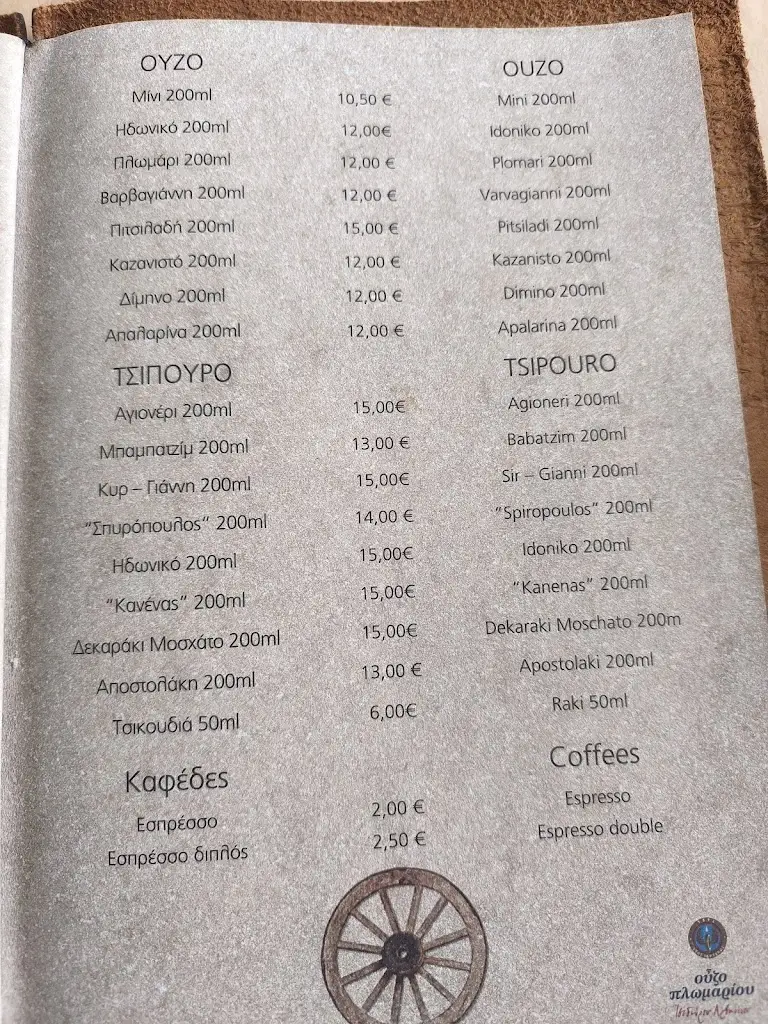 ΟΥΖΟ OUZO
Μίνι 200ml 10,50 € Mini 200ml
Ηδωνικό 200ml 12,00€ Idoniko 200ml
Πλωμάρι 200ml 12,00 € Plomari 200ml
Βαρβαγιάννη 200ml 12,00 € Varvagianni 200ml
Πιτσιλαδή 200ml 15,00 € Pitsiladi 200ml
Καζανιστό 200ml 12,00 € Kazanisto 200ml
Δίμηνο 200ml 12,00 € Dimino 200ml
Απαλαρίνα 200ml 12,00 € Apalarina 200ml
ΤΣΙΠΟΥΡΟ TSIPOURO
Αγιονέρι 200ml 15,00€ Agioneri 200ml
Μπαμπατζίμ 200ml 13,00 € Babatzim 200ml
Κυρ – Γιάννη 200ml 15,00€ Sir – Gianni 200ml
“Σπυρόπουλος“ 200ml 14,00 € “Spiropoulos” 200ml
Ηδωνικό 200ml 15,00€ Idoniko 200ml
“Κανένας” 200ml 15,00€ “Kanenas” 200ml
Δεκαράκι Μοσχάτο 200ml 15,00€ Dekaraki Moschato 200m
Αποστολάκη 200ml 13,00 € Apostolaki 200ml
Τσικουδιά 50ml 6,00€ Raki 50ml
Καφέδες Coffees
Εσπρέσσο 2,00 € Espresso
Εσπρέσσο διπλός 2,50 € Espresso double
οὖζο
πλωμαρίου